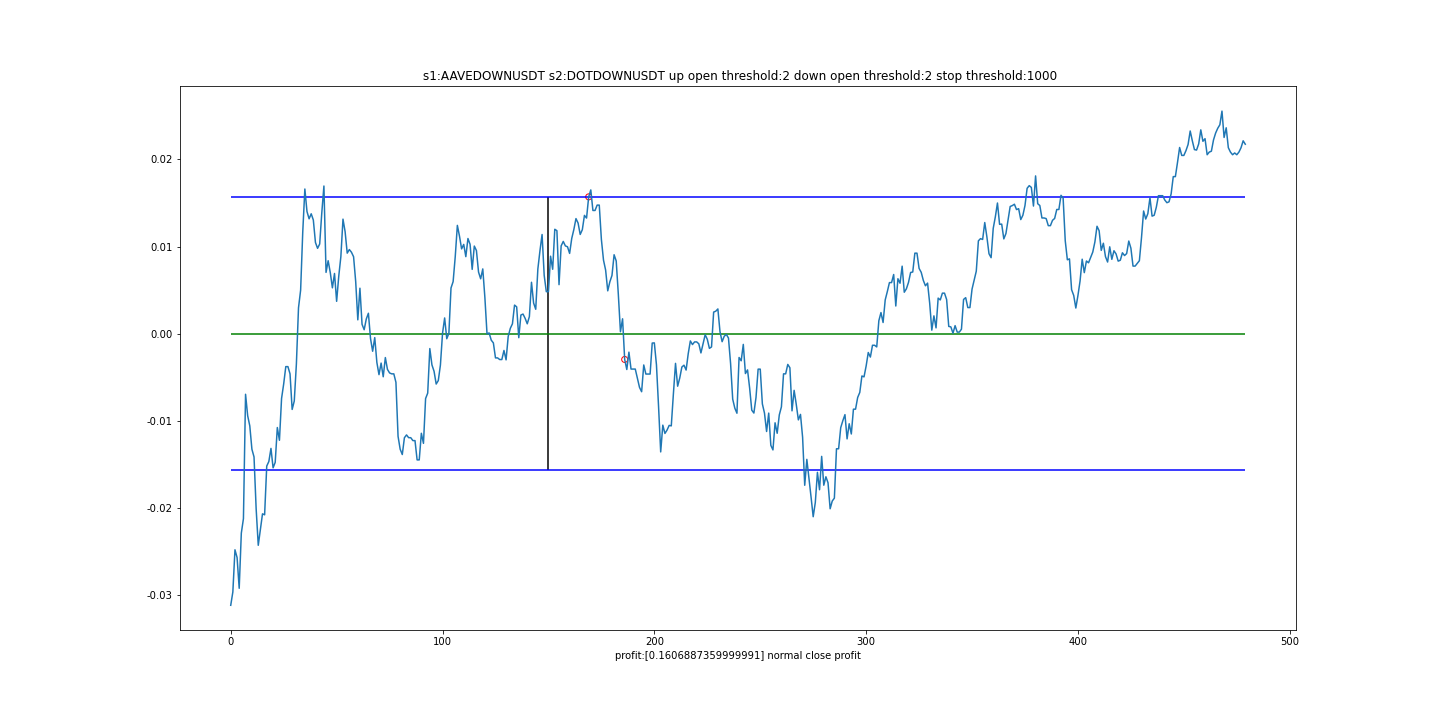 s1:AAVEDOWNUSDT s2:DOTDOWNUSDT up open threshold:2 down open threshold:2 stop threshold:1000
0.02
0.01
0.00
-0.01
-0.02
-0.03
0 100 200 300 400 500
profit:[0.1606887359999991] normal close profit